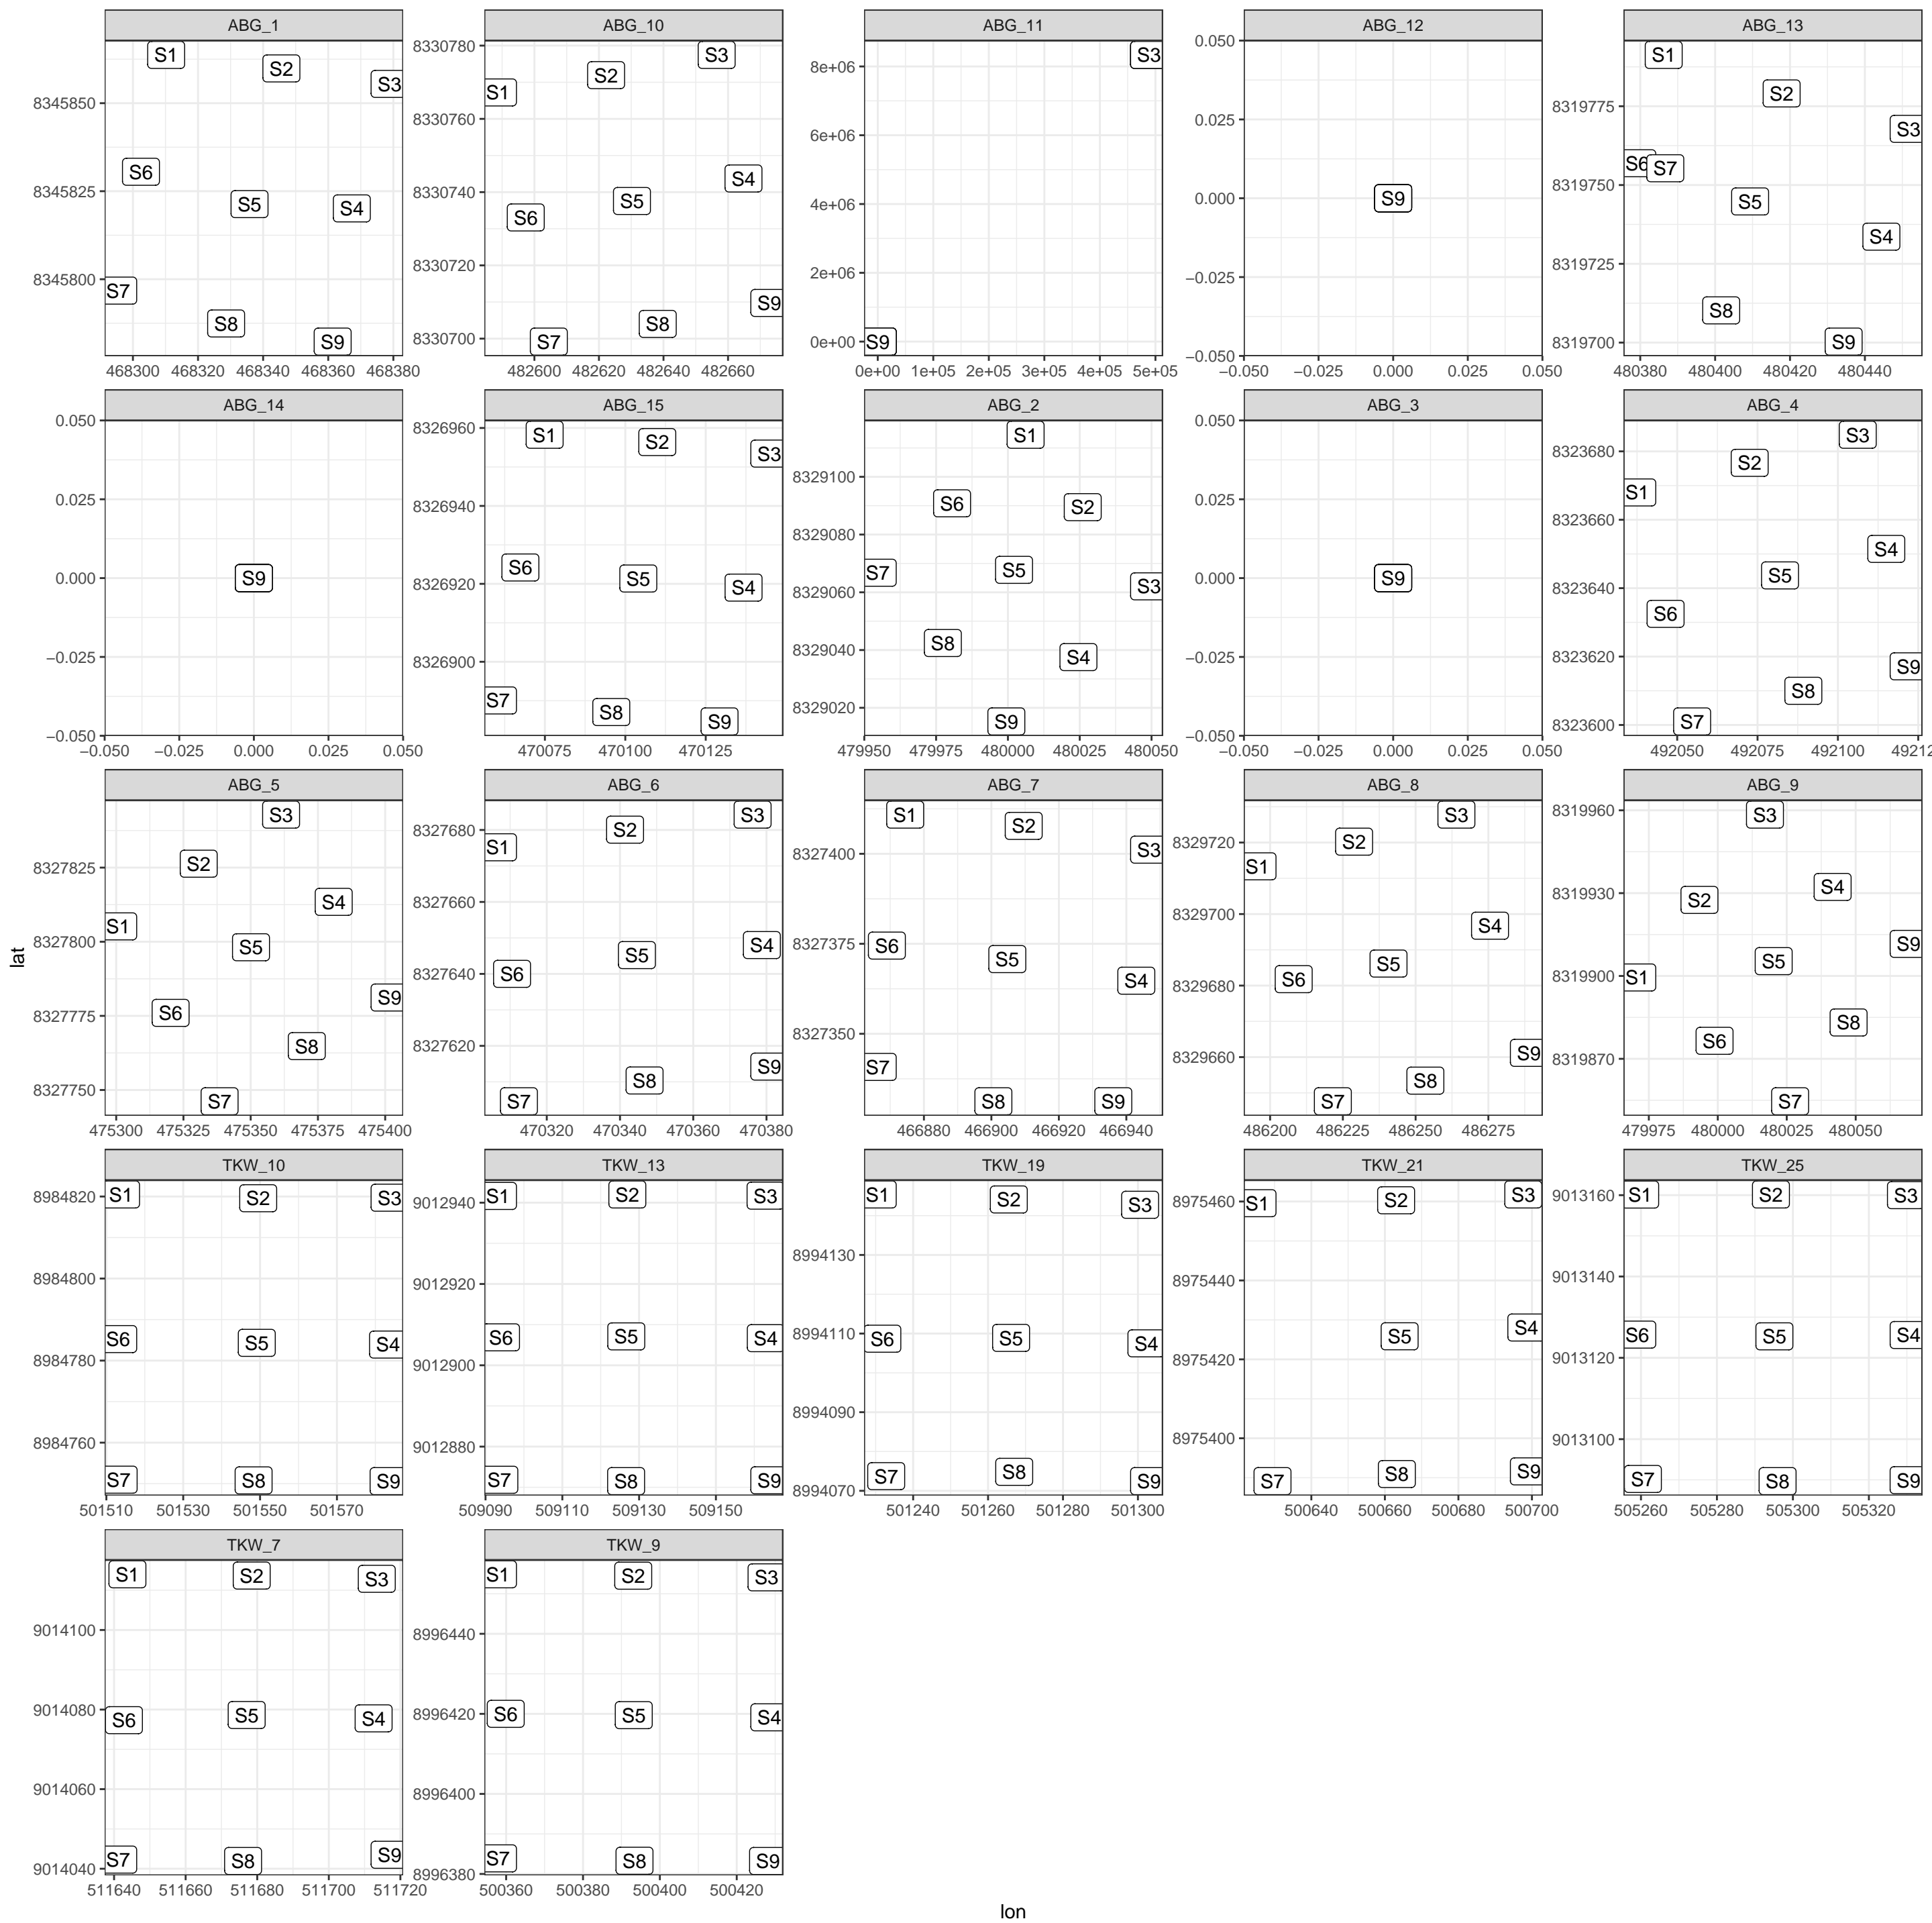 ABG_1 ABG_10 ABG_11 ABG_12 ABG_13
S1 S2 S3 S6 S5 S4 S7 S8 S9
8345850 8345825 8345800
468300 468320 468340 468360 468380
S3 S2 S1 S4 S5 S6 S9 S8 S7
8330780 8330760 8330740 8330720 8330700
482600 482620 482640 482660
S3 S9
8e+06 6e+06 4e+06 2e+06 0e+00
0e+00 1e+05 2e+05 3e+05 4e+05 5e+05
S9
0.050 0.025 0.000 −0.025 −0.050
−0.050 −0.025 0.000 0.025 0.050
S1 S2 S3 S6 S7 S5 S4 S8 S9
8319775 8319750 8319725 8319700
480380 480400 480420 480440
ABG_14 ABG_15 ABG_2 ABG_3 ABG_4
S9
0.050 0.025 0.000 −0.025 −0.050
−0.050 −0.025 0.000 0.025 0.050
S1 S2 S3 S6 S5 S4 S7 S8 S9
8326960 8326940 8326920 8326900
470075 470100 470125
S1 S6 S2 S5 S7 S3 S8 S4 S9
8329100 8329080 8329060 8329040 8329020
479950 479975 480000 480025 480050
S9
0.050 0.025 0.000 −0.025 −0.050
−0.050 −0.025 0.000 0.025 0.050
S3 S2 S1 S4 S5 S6 S9 S8 S7
8323680 8323660 8323640 8323620 8323600
492050 492075 492100 49212
ABG_5 ABG_6 ABG_7 ABG_8 ABG_9
S3 S2 S4 S1 S5 S9 S6 S8 S7
8327825 8327800 8327775 8327750
475300 475325 475350 475375 475400
S3 S2 S1 S4 S5 S6 S9 S8 S7
8327680 8327660 8327640 8327620
470320 470340 470360 470380
S1 S2 S3 S6 S5 S4 S7 S8 S9
8327400 8327375 8327350
466880 466900 466920 466940
S3 S2 S1 S4 S5 S6 S9 S8 S7
8329720 8329700 8329680 8329660
486200 486225 486250 486275
S3 S4 S2 S9 S5 S1 S8 S6 S7
8319960 8319930 8319900 8319870
479975 480000 480025 480050
TKW_10 TKW_13 TKW_19 TKW_21 TKW_25
S1 S2 S3 S6 S5 S4 S7 S8 S9
8984820 8984800 8984780 8984760
501510 501530 501550 501570
S1 S2 S3 S6 S5 S4 S7 S8 S9
9012940 9012920 9012900 9012880
509090 509110 509130 509150
S1 S2 S3 S6 S5 S4 S7 S8 S9
8994130 8994110 8994090 8994070
501240 501260 501280 501300
S1 S2 S3 S5 S4 S7 S8 S9
8975460 8975440 8975420 8975400
500640 500660 500680 500700
S1 S2 S3 S6 S5 S4 S7 S8 S9
9013160 9013140 9013120 9013100
505260 505280 505300 505320
TKW_7 TKW_9
S1 S2 S3 S6 S5 S4 S7 S8 S9
9014100 9014080 9014060 9014040
511640 511660 511680 511700 511720
S1 S2 S3 S6 S5 S4 S7 S8 S9
8996440 8996420 8996400 8996380
500360 500380 500400 500420
lat
lon